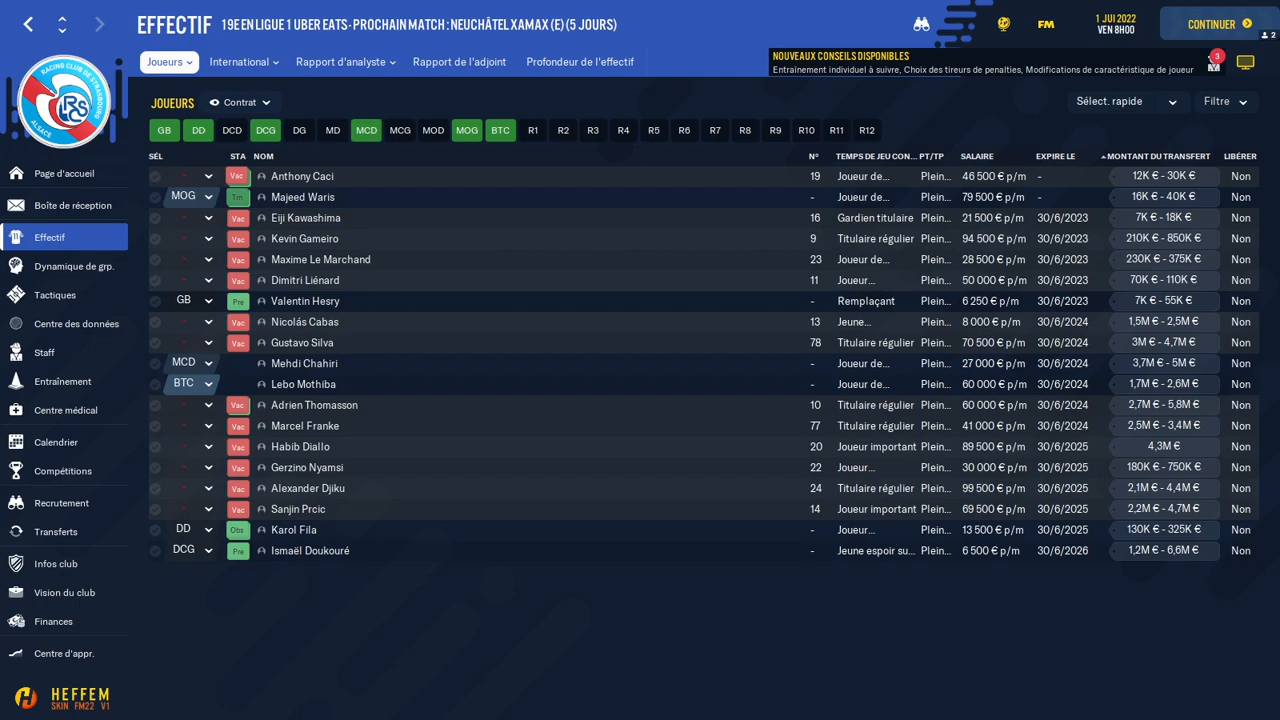 EFFECTIF 19E EN LIGUE 1 UBER EATS - PROCHAIN MATCH : NEUCHÂTEL XAMAX (E) (5 JOURS)
FM
1 JUI 2022
VEN 8H00
CONTINUER
2
Joueurs International Rapport d'analyste Rapport de l'adjoint Profondeur de l'effectif
NOUVEAUX CONSEILS DISPONIBLES
Entraînement individuel à suivre, Choix des tireurs de penalties, Modifications de caractéristique de joueur
3
RACING CLUB DE STRASBOURG
ALSACE
RCS
JOUEURS Contrat Sélect. rapide Filtre
GB DD DCD DCG DG MD MCD MCG MOD MOG BTC R1 R2 R3 R4 R5 R6 R7 R8 R9 R10 R11 R12
SÉL STA NOM N° TEMPS DE JEU CON... PT/TP SALAIRE EXPIRE LE MONTANT DU TRANSFERT LIBÉRER
- Vac Anthony Caci 19 Joueur de... Plein... 46 500 € p/m - 12K € - 30K € Non
MOG Trn Majeed Waris - Joueur de... Plein... 79 500 € p/m - 16K € - 40K € Non
- Vac Eiji Kawashima 16 Gardien titulaire Plein... 21 500 € p/m 30/6/2023 7K € - 18K € Non
- Vac Kevin Gameiro 9 Titulaire régulier Plein... 94 500 € p/m 30/6/2023 210K € - 850K € Non
- Vac Maxime Le Marchand 23 Joueur de... Plein... 28 500 € p/m 30/6/2023 230K € - 375K € Non
- Vac Dimitri Liénard 11 Joueur... Plein... 50 000 € p/m 30/6/2023 70K € - 110K € Non
GB Pre Valentin Hesry - Remplaçant Plein... 6 250 € p/m 30/6/2023 7K € - 55K € Non
- Vac Nicolás Cabas 13 Jeune... Plein... 8 000 € p/m 30/6/2024 1,5M € - 2,5M € Non
- Vac Gustavo Silva 78 Titulaire régulier Plein... 70 500 € p/m 30/6/2024 3M € - 4,7M € Non
MCD Mehdi Chahiri - Joueur de... Plein... 27 000 € p/m 30/6/2024 3,7M € - 5M € Non
BTC Lebo Mothiba - Joueur de... Plein... 60 000 € p/m 30/6/2024 1,7M € - 2,6M € Non
- Vac Adrien Thomasson 10 Titulaire régulier Plein... 60 000 € p/m 30/6/2024 2,7M € - 5,8M € Non
- Vac Marcel Franke 77 Titulaire régulier Plein... 41 000 € p/m 30/6/2024 2,5M € - 3,4M € Non
- Vac Habib Diallo 20 Joueur important Plein... 89 500 € p/m 30/6/2025 4,3M € Non
- Vac Gerzino Nyamsi 22 Joueur... Plein... 30 000 € p/m 30/6/2025 180K € - 750K € Non
- Vac Alexander Djiku 24 Titulaire régulier Plein... 99 500 € p/m 30/6/2025 2,1M € - 4,4M € Non
- Vac Sanjin Prcic 14 Joueur important Plein... 69 500 € p/m 30/6/2025 2,2M € - 4,7M € Non
DD Obs Karol Fila - Joueur... Plein... 13 500 € p/m 30/6/2025 130K € - 325K € Non
DCG Pre Ismaël Doukouré - Jeune espoir su... Plein... 6 500 € p/m 30/6/2026 1,2M € - 6,6M € Non
Page d'accueil
Boîte de réception
Effectif
Dynamique de grp.
Tactiques
Centre des données
Staff
Entraînement
Centre médical
Calendrier
Compétitions
Recrutement
Transferts
Infos club
Vision du club
Finances
Centre d'appr.
HEFFEM
SKIN FM22 V1